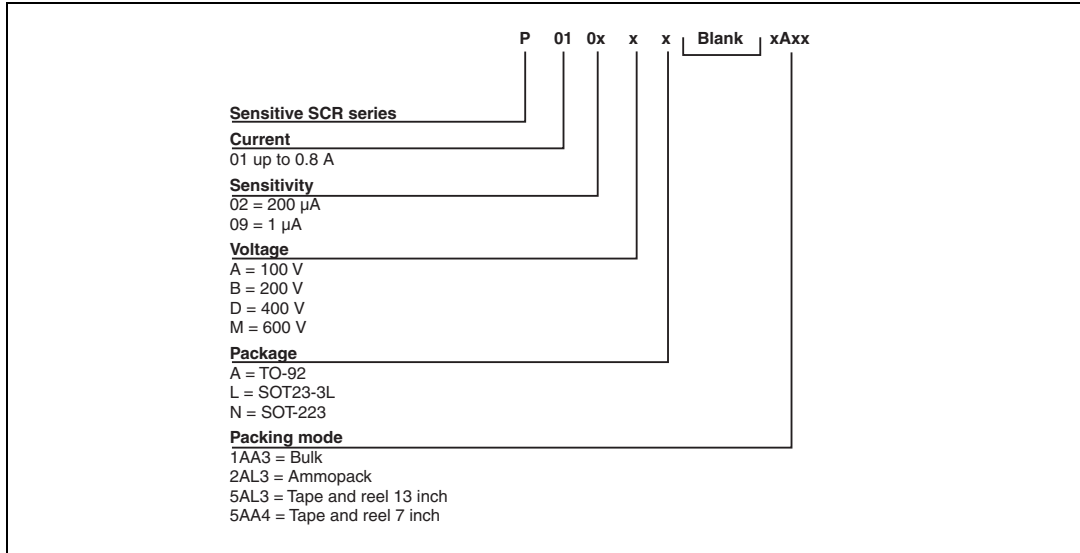 P 01 0x x x Blank xAxx
Sensitive SCR series
Current
01 up to 0.8 A
Sensitivity
02 = 200 µA
09 = 1 µA
Voltage
A = 100 V
B = 200 V
D = 400 V
M = 600 V
Package
A = TO-92
L = SOT23-3L
N = SOT-223
Packing mode
1AA3 = Bulk
2AL3 = Ammopack
5AL3 = Tape and reel 13 inch
5AA4 = Tape and reel 7 inch